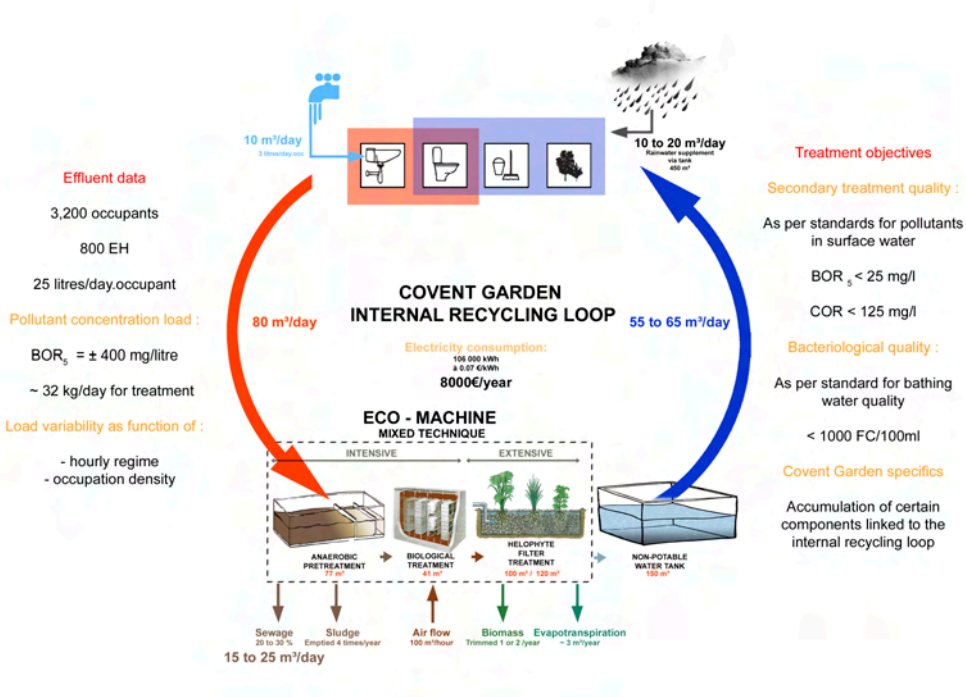 Effluent data
3,200 occupants
800 EH
25 litres/day.occupant
Pollutant concentration load :
BOR5 = ± 400 mg/litre
~ 32 kg/day for treatment
Load variability as function of :
- hourly regime
- occupation density
10 m³/day
3 litres/day.occ
10 to 20 m³/day
Rainwater supplement
via tank
450 m³
80 m³/day
COVENT GARDEN
INTERNAL RECYCLING LOOP
55 to 65 m³/day
Electricity consumption:
106 000 kWh
à 0.07 €/kWh
8000€/year
ECO - MACHINE
MIXED TECHNIQUE
INTENSIVE
EXTENSIVE
ANAEROBIC
PRETREATMENT
77 m³
BIOLOGICAL
TREATMENT
41 m³
HELOPHYTE
FILTER
TREATMENT
100 m² / 120 m³
NON-POTABLE
WATER TANK
150 m³
Sewage
20 to 30 %
15 to 25 m³/day
Sludge
Emptied 4 times/year
Air flow
100 m³/hour
Biomass
Trimmed 1 or 2 /year
Evapotranspiration
~ 3 m³/year
Treatment objectives
Secondary treatment quality :
As per standards for pollutants
in surface water
BOR 5 < 25 mg/l
COR < 125 mg/l
Bacteriological quality :
As per standard for bathing
water quality
< 1000 FC/100ml
Covent Garden specifics
Accumulation of certain
components linked to the
internal recycling loop